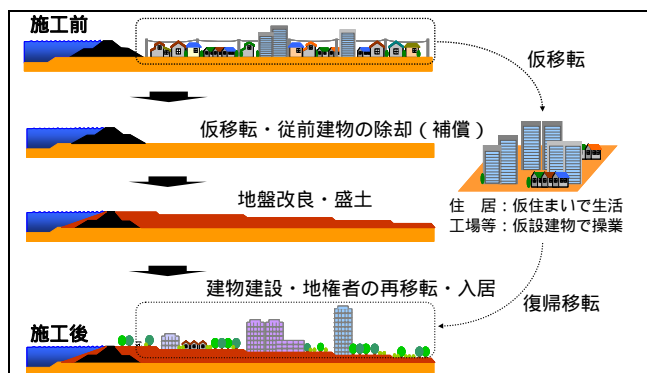 施工前
仮移転
仮移転・従前建物の除却(補償)
住　居:仮住まいで生活
工場等:仮設建物で操業
地盤改良・盛土
建物建設・地権者の再移転・入居
復帰移転
施工後